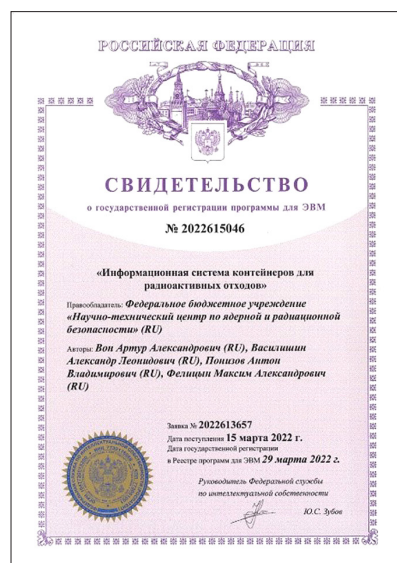 РОССИЙСКАЯ ФЕДЕРАЦИЯ
СВИДЕТЕЛЬСТВО
о государственной регистрации программы для ЭВМ
№ 2022615046
«Информационная система контейнеров для
радиоактивных отходов»
Правообладатель: Федеральное бюджетное учреждение
«Научно-технический центр по ядерной и радиационной
безопасности» (RU)
Авторы: Вон Артур Александрович (RU), Василишин
Александр Леонидович (RU), Понизов Антон
Владимирович (RU), Фелицын Максим Александрович
(RU)
Заявка № 2022613657
Дата поступления 15 марта 2022 г.
Дата государственной регистрации
в Реестре программ для ЭВМ 29 марта 2022 г.
Руководитель Федеральной службы
по интеллектуальной собственности
Ю.С. Зубов